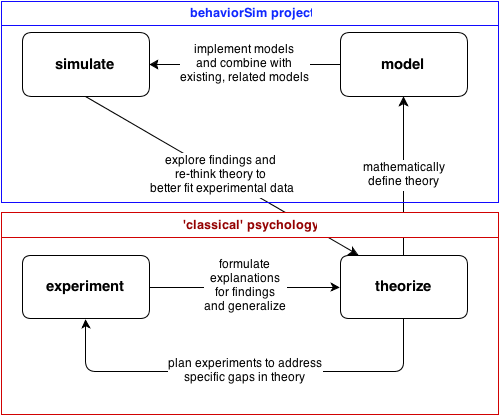 behaviorSim project
simulate
implement models
and combine with
existing, related models
model
explore findings and
re-think theory to
better fit experimental data
mathematically
define theory
'classical' psychology
experiment
formulate
explanations
for findings
and generalize
theorize
plan experiments to address
specific gaps in theory